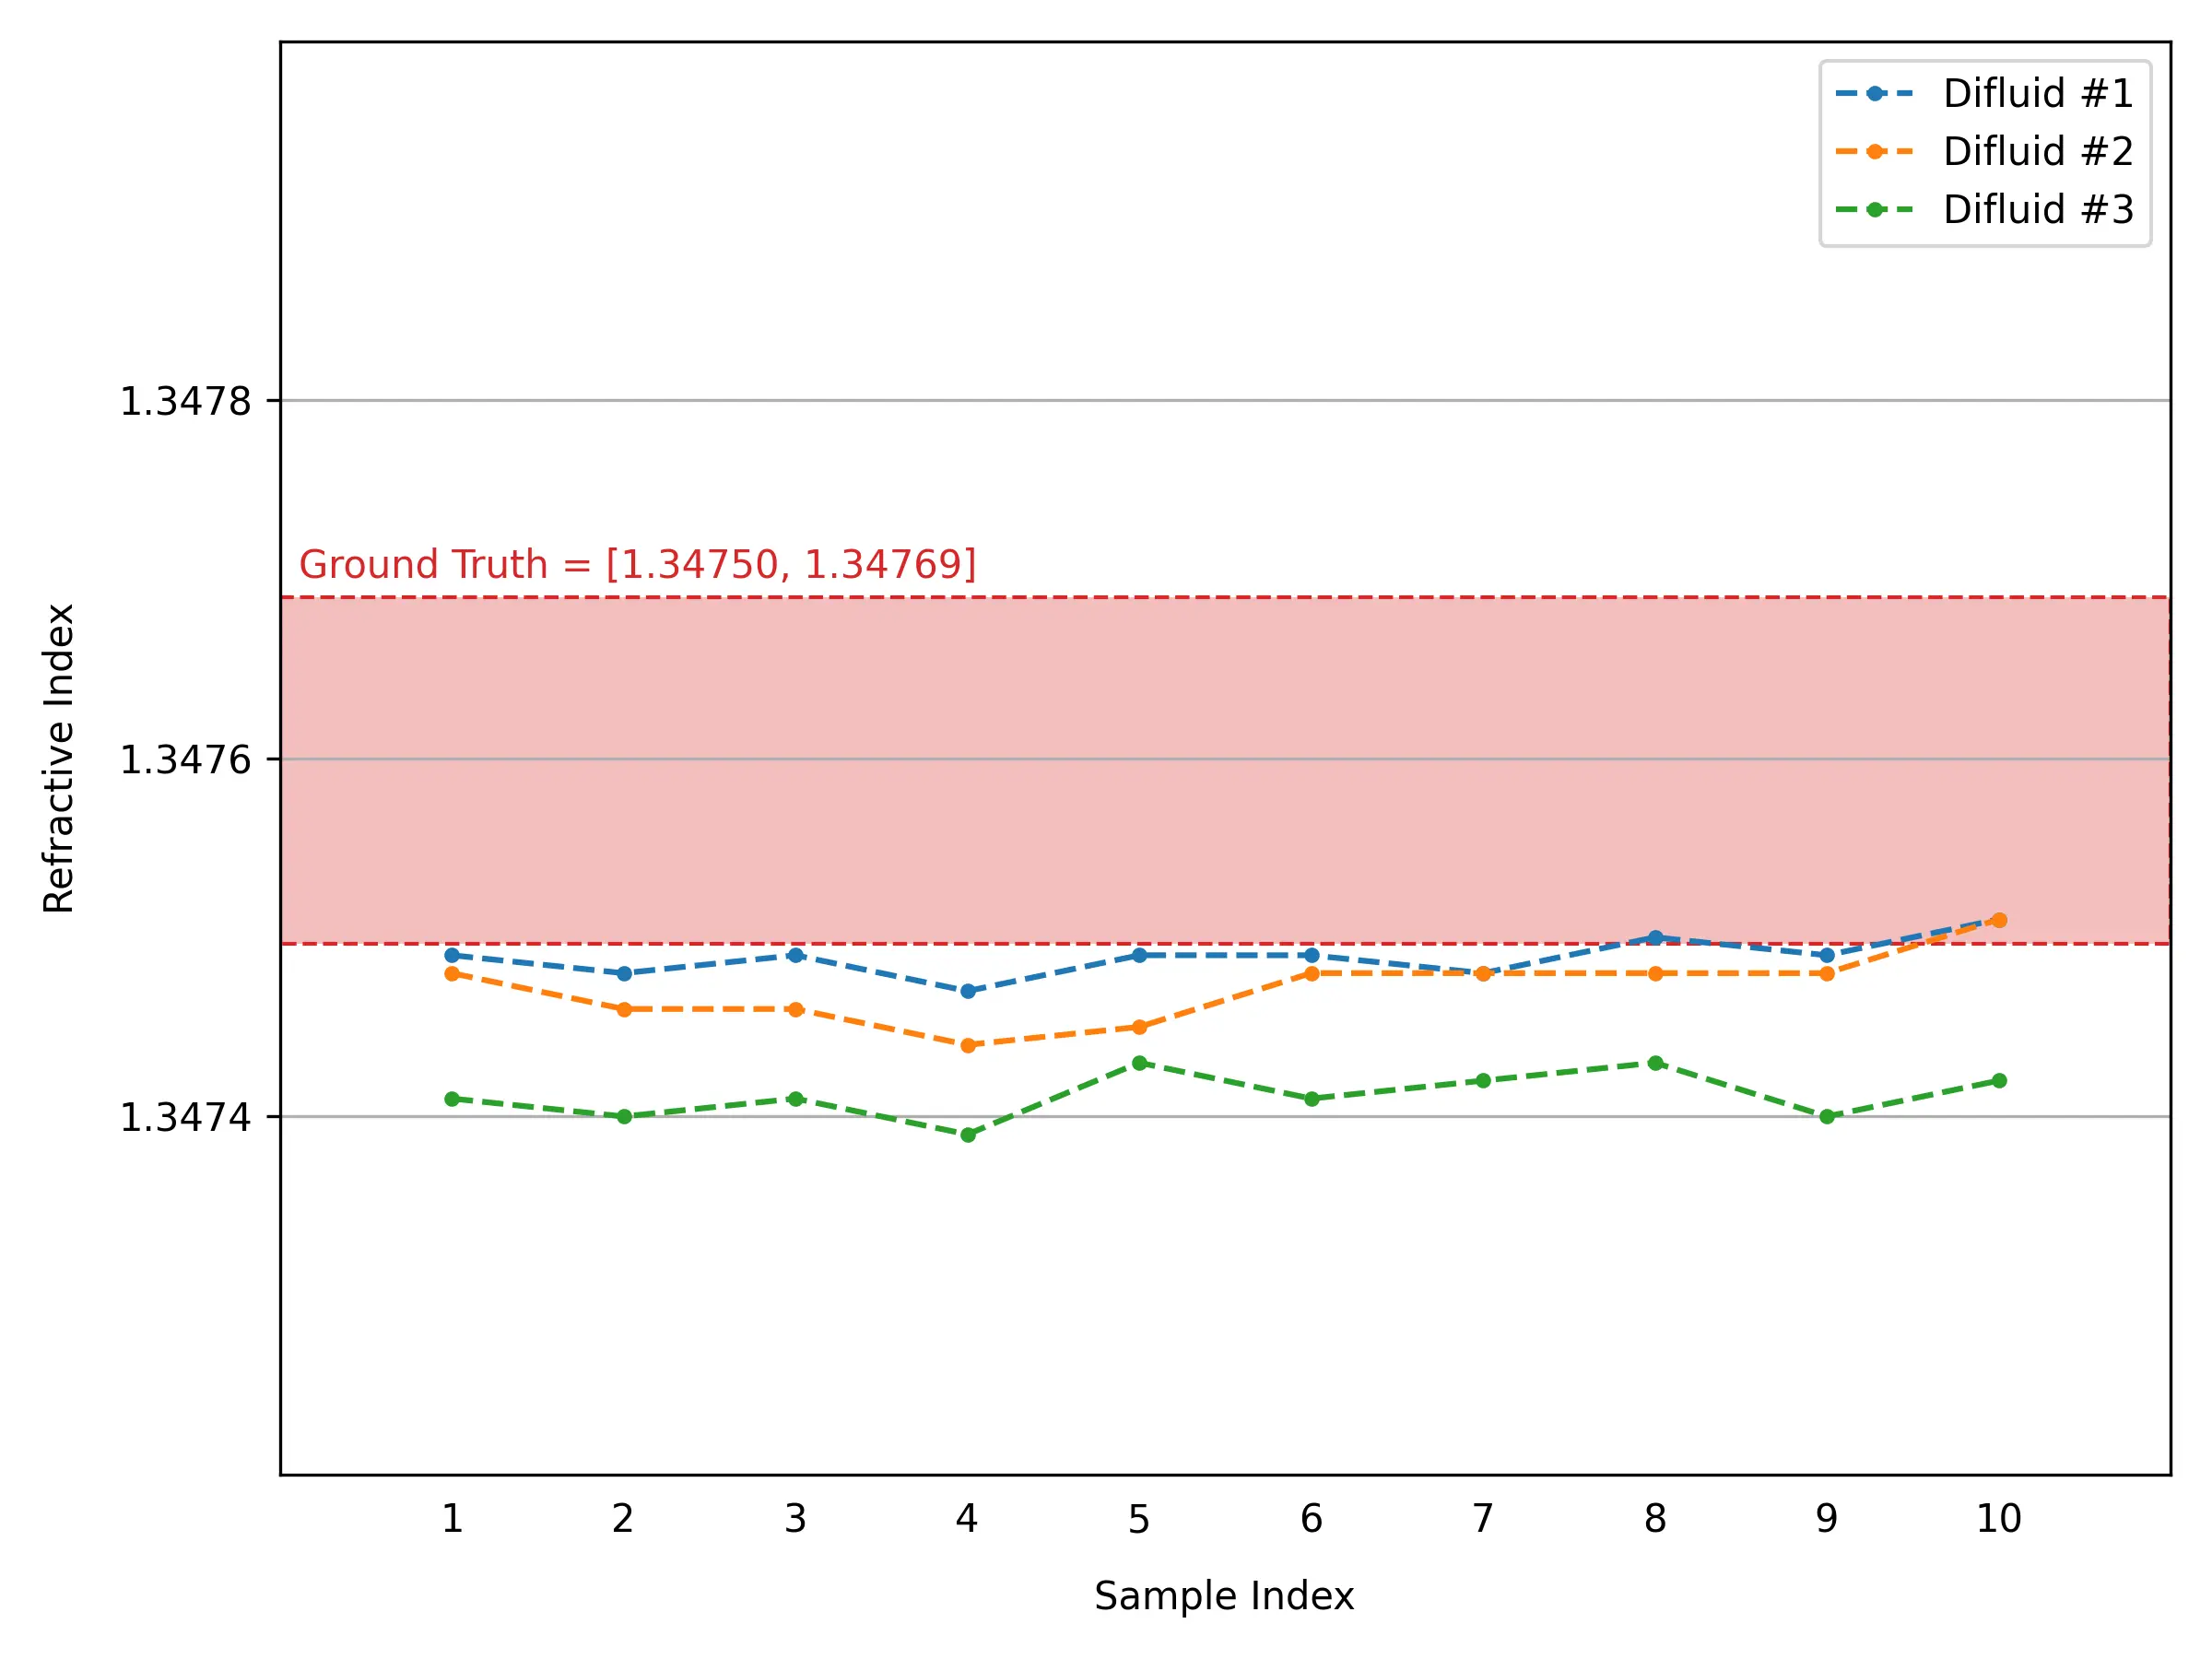 Difluid #1
Difluid #2
Difluid #3
1.3478
Ground Truth = [1.34750, 1.34769]
1.3476
Refractive Index
1.3474
1 2 3 4 5 6 7 8 9 10
Sample Index